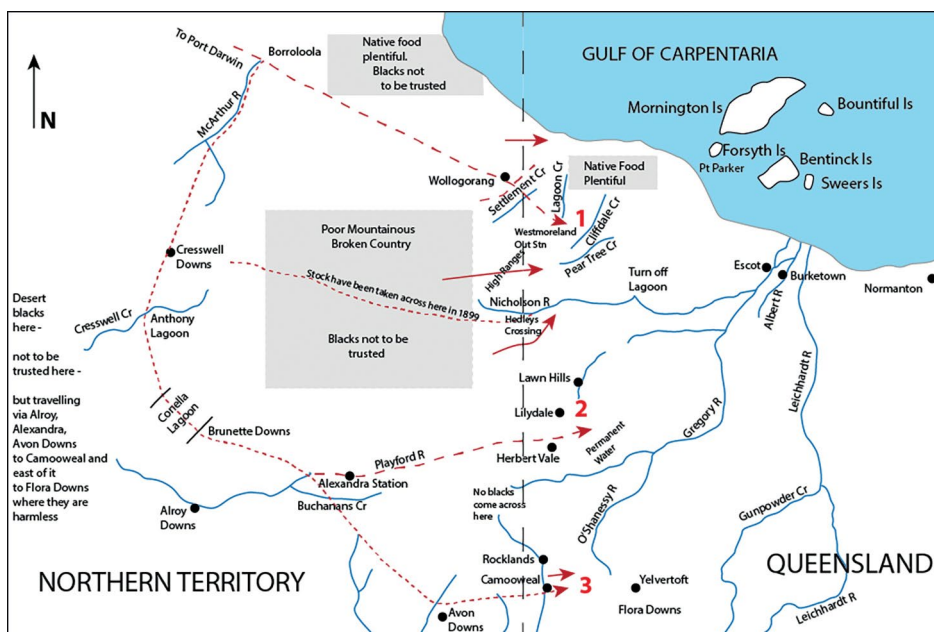 To Port Darwin
Borroloola
Native food
plentiful.
Blacks not
to be trusted
GULF OF CARPENTARIA
N
McArthur R
Mornington Is
Bountiful Is
Forsyth Is
Pt Parker
Bentinck Is
Sweers Is
Wollogorang
Settlement Cr
Lagoon Cr
Native Food
Plentiful
1
Cliffdale Cr
Westmoreland
Out Stn
Pear Tree Cr
High Ranges
Poor Mountainous
Broken Country
Cresswell
Downs
Stock have been taken across here in 1899
Blacks not to be
trusted
Turn off
Lagoon
Nicholson R
Hedleys
Crossing
Escot
Burketown
Albert R
Normanton
Desert
blacks
here -
not to be
trusted here -
but travelling
via Alroy,
Alexandra,
Avon Downs
to Camooweal and
east of it
to Flora Downs
where they are
harmless
Cresswell Cr
Anthony
Lagoon
Conella
Lagoon
Brunette Downs
Lawn Hills
Lilydale
2
Herbert Vale
Permanent
Water
Gregory R
Leichhardt R
Playford R
Alexandra Station
Buchanans Cr
Alroy
Downs
No blacks
come across
here
O'Shanessy R
Gunpowder Cr
Rocklands
Camooweal
3
Yelvertoft
Flora Downs
NORTHERN TERRITORY
QUEENSLAND
Avon
Downs
Leichhardt R